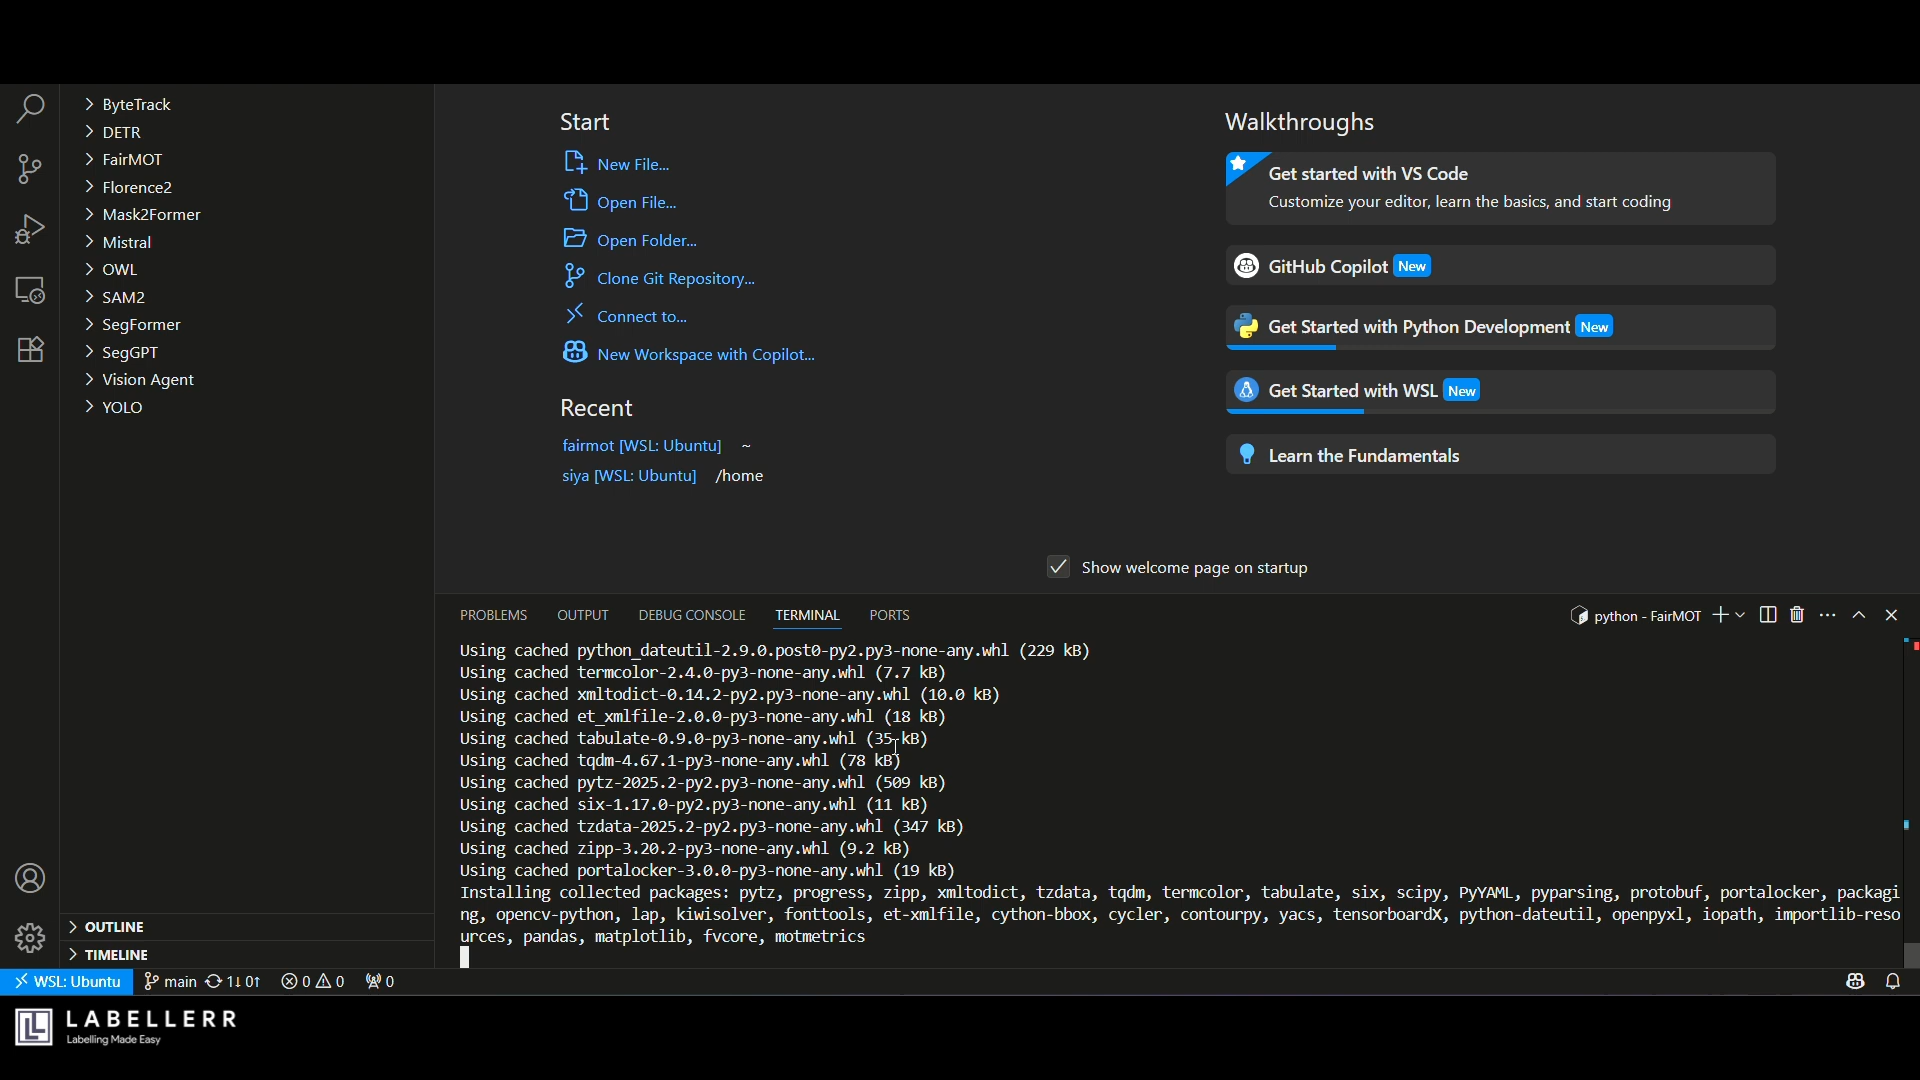 ByteTrack
DETR
FairMOT
Florence2
Mask2Former
Mistral
OWL
SAM2
SegFormer
SegGPT
Vision Agent
YOLO
OUTLINE
TIMELINE
Start
New File...
Open File...
Open Folder...
Clone Git Repository...
Connect to...
New Workspace with Copilot...
Recent
fairmot [WSL: Ubuntu] ~
siya [WSL: Ubuntu] /home
Walkthroughs
Get started with VS Code
Customize your editor, learn the basics, and start coding
GitHub Copilot New
Get Started with Python Development New
Get Started with WSL New
Learn the Fundamentals
Show welcome page on startup
PROBLEMS OUTPUT DEBUG CONSOLE TERMINAL PORTS python - FairMOT
Using cached python_dateutil-2.9.0.post0-py2.py3-none-any.whl (229 kB)
Using cached termcolor-2.4.0-py3-none-any.whl (7.7 kB)
Using cached xmltodict-0.14.2-py2.py3-none-any.whl (10.0 kB)
Using cached et_xmlfile-2.0.0-py3-none-any.whl (18 kB)
Using cached tabulate-0.9.0-py3-none-any.whl (35 kB)
Using cached tqdm-4.67.1-py3-none-any.whl (78 kB)
Using cached pytz-2025.2-py2.py3-none-any.whl (509 kB)
Using cached six-1.17.0-py2.py3-none-any.whl (11 kB)
Using cached tzdata-2025.2-py2.py3-none-any.whl (347 kB)
Using cached zipp-3.20.2-py3-none-any.whl (9.2 kB)
Using cached portalocker-3.0.0-py3-none-any.whl (19 kB)
Installing collected packages: pytz, progress, zipp, xmltodict, tzdata, tqdm, termcolor, tabulate, six, scipy, PyYAML, pyparsing, protobuf, portalocker, packagi
ng, opencv-python, lap, kiwisolver, fonttools, et-xmlfile, cython-bbox, cycler, contourpy, yacs, tensorboardX, python-dateutil, openpyxl, iopath, importlib-reso
urces, pandas, matplotlib, fvcore, motmetrics
WSL: Ubuntu main 1↓ 0↑ 0 0 0
LABELLERR
Labelling Made Easy